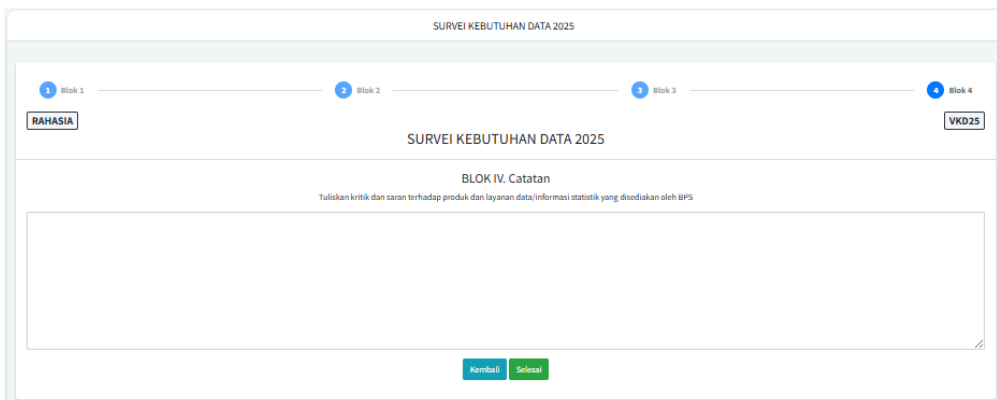 SURVEI KEBUTUHAN DATA 2025
1 Blok 1 2 Blok 2 3 Blok 3 4 Blok 4
RAHASIA VKD25
SURVEI KEBUTUHAN DATA 2025
BLOK IV. Catatan
Tuliskan kritik dan saran terhadap produk dan layanan data/informasi statistik yang disediakan oleh BPS
Kembali Selesai